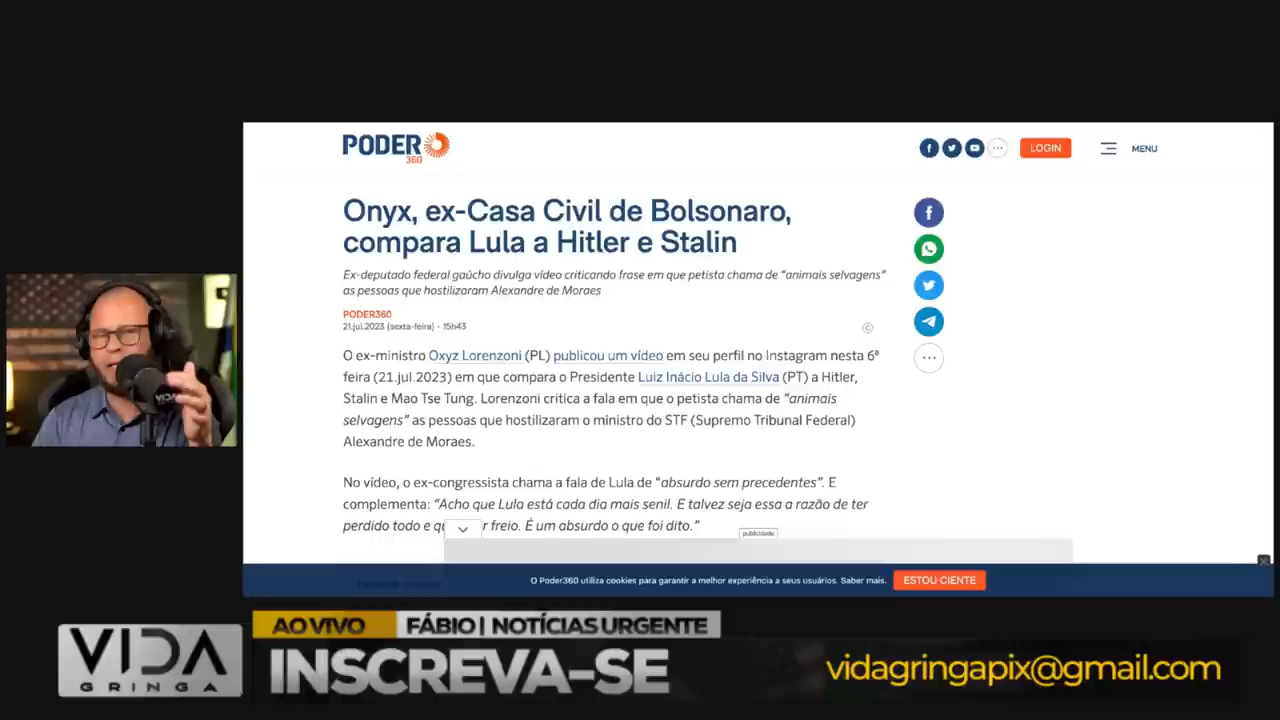 PODER
360
LOGIN
MENU
Onyx, ex-Casa Civil de Bolsonaro,
compara Lula a Hitler e Stalin
Ex-deputado federal gaúcho divulga vídeo criticando frase em que petista chama de “animais selvagens”
as pessoas que hostilizaram Alexandre de Moraes
PODER360
21.jul.2023 (sexta-feira) - 15h43
O ex-ministro Oxyz Lorenzoni (PL) publicou um vídeo em seu perfil no Instagram nesta 6ª
feira (21.jul.2023) em que compara o Presidente Luiz Inácio Lula da Silva (PT) a Hitler,
Stalin e Mao Tse Tung. Lorenzoni critica a fala em que o petista chama de “animais
selvagens” as pessoas que hostilizaram o ministro do STF (Supremo Tribunal Federal)
Alexandre de Moraes.
No vídeo, o ex-congressista chama a fala de Lula de “absurdo sem precedentes”. E
complementa: “Acho que Lula está cada dia mais senil. E talvez seja essa a razão de ter
perdido todo e r freio. É um absurdo o que foi dito.”
publicidade
O Poder360 utiliza cookies para garantir a melhor experiência a seus usuários. Saber mais.
ESTOU CIENTE
AO VIVO
FÁBIO | NOTÍCIAS URGENTE
VIDA
GRINGA
INSCREVA-SE
vidagringapix@gmail.com